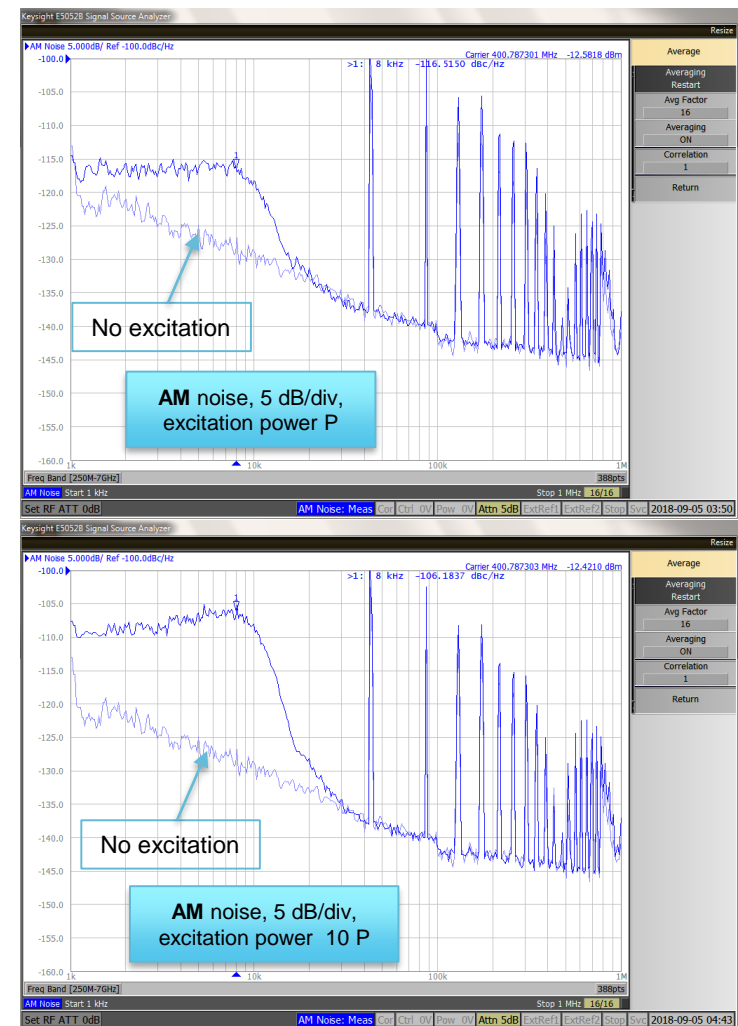 Keysight E5052B Signal Source Analyzer
Resize
▶AM Noise 5.000dB/ Ref -100.0dBc/Hz
Carrier 400.787301 MHz -12.5818 dBm
>1: 8 kHz -116.5150 dBc/Hz
-100.0▶
1
-105.0
-110.0
-115.0
-120.0
-125.0
-130.0
-135.0
-140.0
-145.0
-150.0
-155.0
-160.0
No excitation
AM noise, 5 dB/div,
excitation power P
1k 10k 100k 1M
Average
Averaging
Restart
Avg Factor
16
Averaging
ON
Correlation
1
Return
Freq Band [250M-7GHz] 388pts
AM Noise Start 1 kHz Stop 1 MHz 16/16
Set RF ATT 0dB AM Noise: Meas Cor Ctrl 0V Pow 0V Attn 5dB ExtRef1 ExtRef2 Stop Svc 2018-09-05 03:50
Keysight E5052B Signal Source Analyzer
Resize
▶AM Noise 5.000dB/ Ref -100.0dBc/Hz
Carrier 400.787303 MHz -12.4210 dBm
>1: 8 kHz -106.1837 dBc/Hz
-100.0▶
1
-105.0
-110.0
-115.0
-120.0
-125.0
-130.0
-135.0
-140.0
-145.0
-150.0
-155.0
-160.0
No excitation
AM noise, 5 dB/div,
excitation power 10 P
1k 10k 100k 1M
Average
Averaging
Restart
Avg Factor
16
Averaging
ON
Correlation
1
Return
Freq Band [250M-7GHz] 388pts
AM Noise Start 1 kHz Stop 1 MHz 16/16
Set RF ATT 0dB AM Noise: Meas Cor Ctrl 0V Pow 0V Attn 5dB ExtRef1 ExtRef2 Stop Svc 2018-09-05 04:43